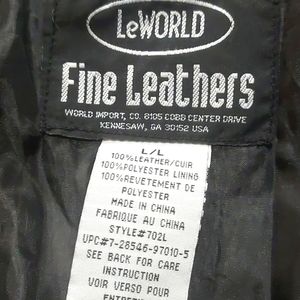 LeWORLD
Fine Leathers
WORLD IMPORT, CO. 8105 COBB CENTER DRIVE
KENNESAW, GA 30152 USA
L/L
100%LEATHER/CUIR
100%POLYESTER LINING
100%REVETEMENT DE
POLYESTER
MADE IN CHINA
FABRIQUE AU CHINA
STYLE#702L
UPC#7-28546-97010-5
SEE BACK FOR CARE
INSTRUCTION
VOIR VERSO POUR